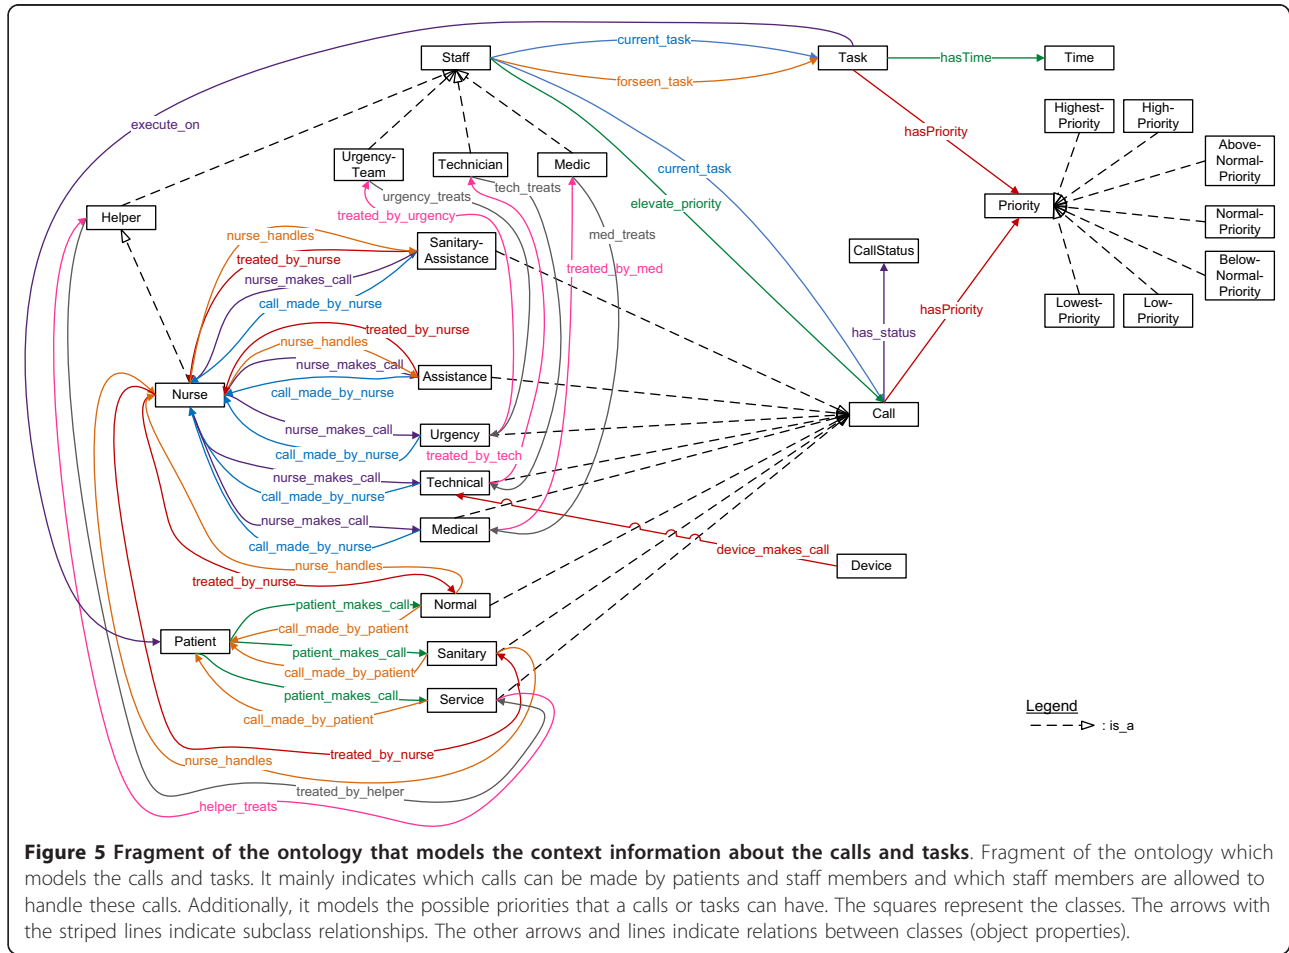 current_task
Staff
Task
hasTime
Time
forseen_task
execute_on
Highest-
Priority
High-
Priority
hasPriority
Above-
Normal-
Priority
Urgency-
Team
Technician
Medic
current_task
urgency_treats
tech_treats
elevate_priority
Priority
Helper
treated_by_urgency
Normal-
Priority
nurse_handles
med_treats
Sanitary-
Assistance
treated_by_nurse
CallStatus
treated_by_med
Below-
Normal-
Priority
nurse_makes_call
call_made_by_nurse
Lowest-
Priority
Low-
Priority
hasPriority
treated_by_nurse
has_status
nurse_handles
nurse_makes_call
Assistance
Nurse
call_made_by_nurse
Call
nurse_makes_call
Urgency
call_made_by_nurse
treated_by_tech
nurse_makes_call
Technical
call_made_by_nurse
nurse_makes_call
Medical
call_made_by_nurse
device_makes_call
nurse_handles
Device
treated_by_nurse
patient_makes_call
Normal
call_made_by_patient
Patient
patient_makes_call
Sanitary
call_made_by_patient
patient_makes_call
Service
call_made_by_patient
Legend
: is_a
treated_by_nurse
nurse_handles
treated_by_helper
helper_treats
Figure 5 Fragment of the ontology that models the context information about the calls and tasks. Fragment of the ontology which
models the calls and tasks. It mainly indicates which calls can be made by patients and staff members and which staff members are allowed to
handle these calls. Additionally, it models the possible priorities that a calls or tasks can have. The squares represent the classes. The arrows with
the striped lines indicate subclass relationships. The other arrows and lines indicate relations between classes (object properties).